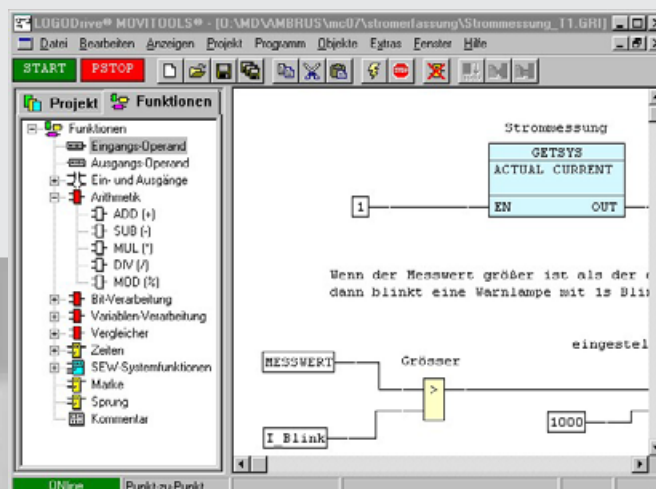 LOGODrive® MOVITOOLS® - [D:\MD\AMBRUS\mc07\stromerfassung\Strommessung_T1.GRI]
Datei Bearbeiten Anzeigen Projekt Programm Objekte Extras Fenster Hilfe
START PSTOP
Projekt Funktionen
Funktionen
Eingangs-Operand
Ausgangs-Operand
Ein- und Ausgänge
Arithmetik
ADD (+)
SUB (-)
MUL (*)
DIV (/)
MOD (%)
Bit-Verarbeitung
Variablen-Verarbeitung
Vergleicher
Zeiten
SEW-Systemfunktionen
Marke
Sprung
Kommentar
Strommessung
GETSYS
ACTUAL CURRENT
1
EN OUT
Wenn der Messwert größer ist als der
dann blinkt eine Warnlampe mit 1s Blin
eingestel
MESSWERT
Grösser
>
1000
I_Blink
ONline Punkt-zu-Punkt